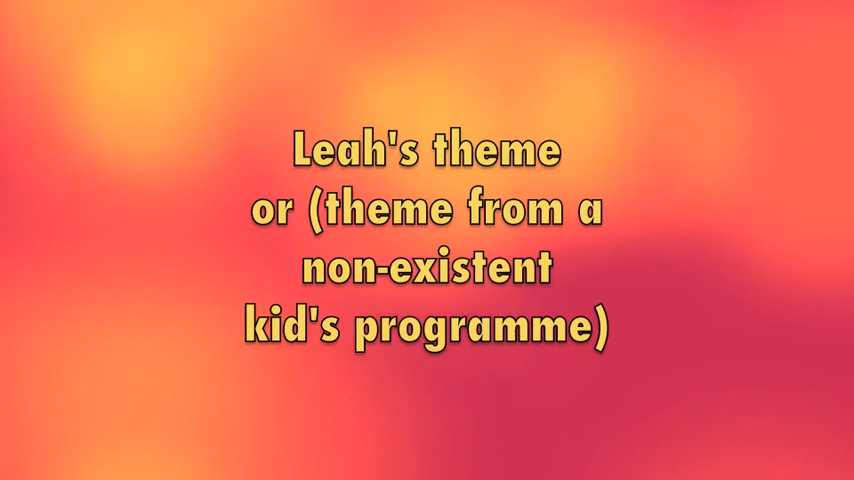 Leah's theme
or (theme from a
non-existent
kid's programme)